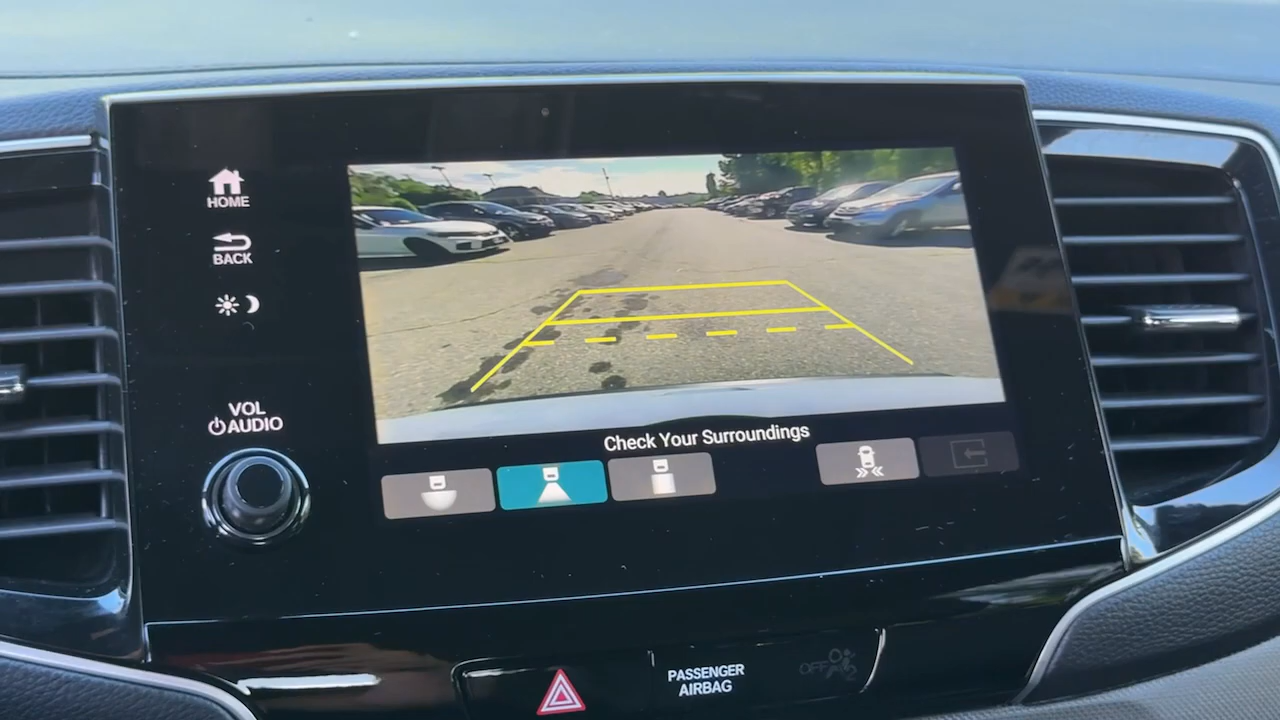 HOME
BACK
VOL
AUDIO
Check Your Surroundings
PASSENGER
AIRBAG
OFF